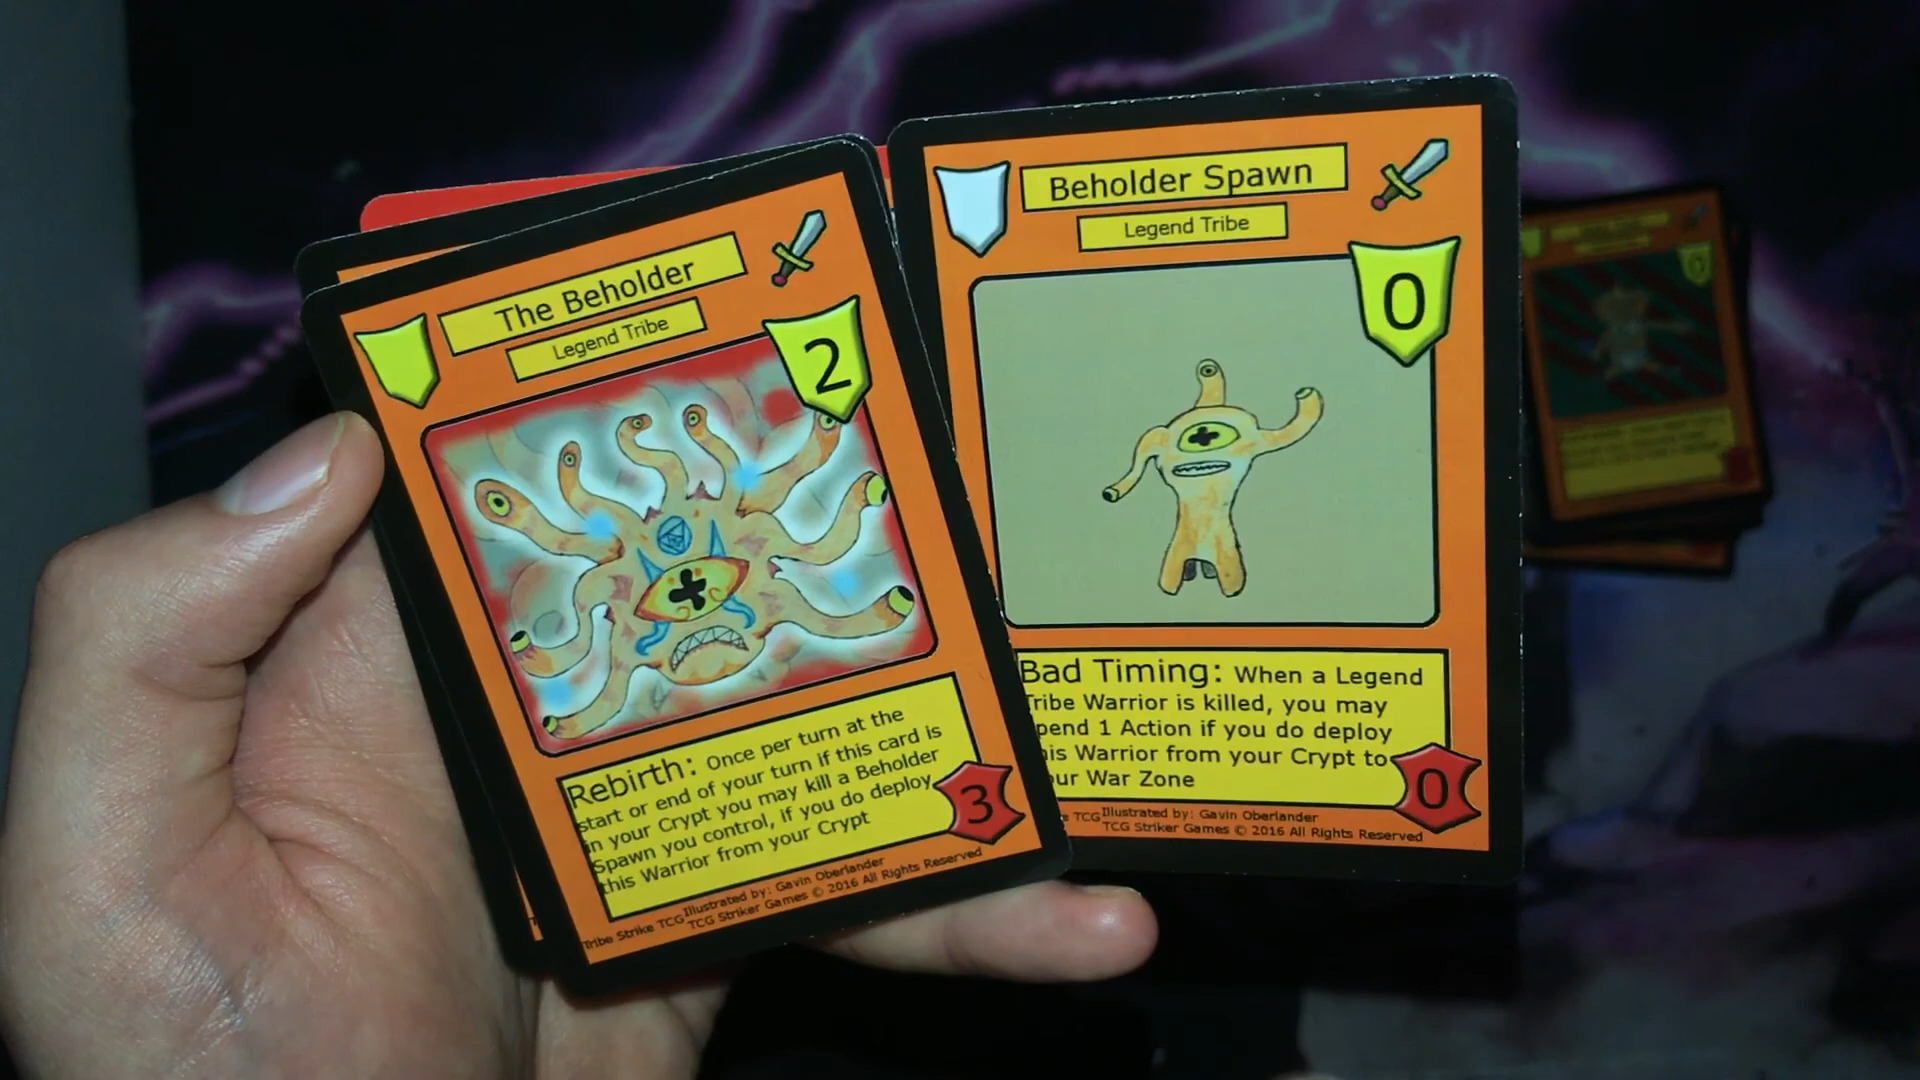 The Beholder
Legend Tribe
2
Rebirth: Once per turn at the
start or end of your turn if this card is
in your Crypt you may kill a Beholder
Spawn you control, if you do deploy
this Warrior from your Crypt
3
Illustrated by: Gavin Oberlander
Tribe Strike TCG TCG Striker Games © 2016 All Rights Reserved
Beholder Spawn
Legend Tribe
0
Bad Timing: When a Legend
Tribe Warrior is killed, you may
pend 1 Action if you do deploy
his Warrior from your Crypt to
our War Zone
0
TCG Illustrated by: Gavin Oberlander
TCG Striker Games © 2016 All Rights Reserved